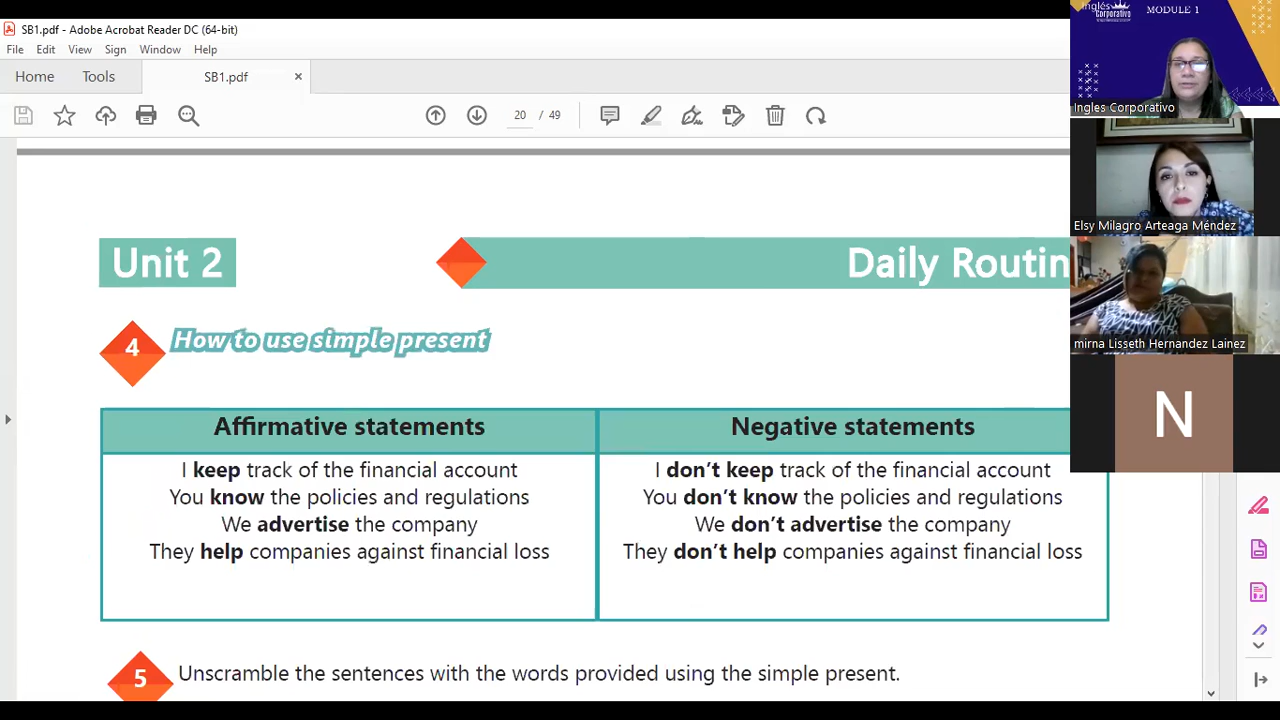 SB1.pdf - Adobe Acrobat Reader DC (64-bit)
File Edit View Sign Window Help
Home Tools SB1.pdf ×
20 / 49
Unit 2
Daily Routin
4 How to use simple present
Affirmative statements
I keep track of the financial account
You know the policies and regulations
We advertise the company
They help companies against financial loss
Negative statements
I don't keep track of the financial account
You don't know the policies and regulations
We don't advertise the company
They don't help companies against financial loss
5 Unscramble the sentences with the words provided using the simple present.
Inglés
Corporativo
MODULE 1
Ingles Corporativo
Elsy Milagro Arteaga Méndez
mirna Lisseth Hernandez Lainez
N